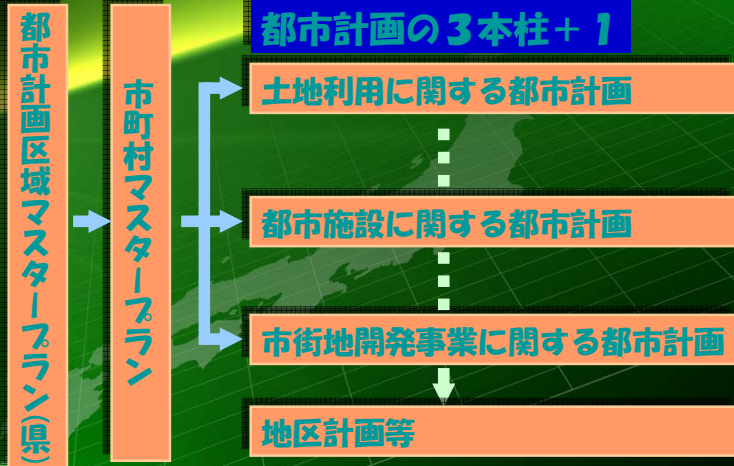 都市計画区域マスタープラン(県)
市町村マスタープラン
都市計画の3本柱+1
土地利用に関する都市計画
都市施設に関する都市計画
市街地開発事業に関する都市計画
地区計画等